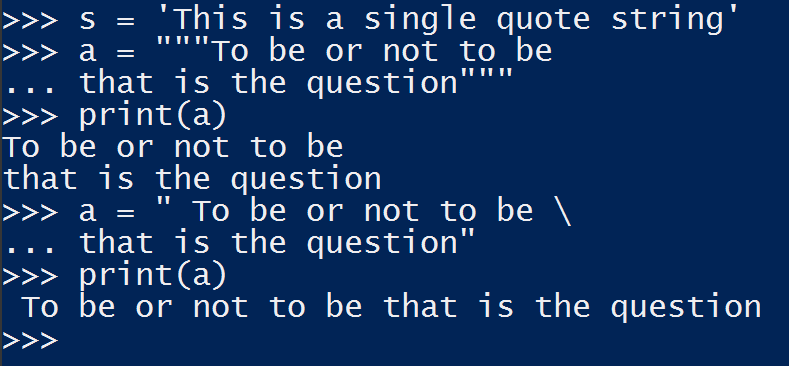 >>> s = 'This is a single quote string'
>>> a = """To be or not to be
... that is the question"""
>>> print(a)
To be or not to be
that is the question
>>> a = " To be or not to be \
... that is the question"
>>> print(a)
 To be or not to be that is the question
>>>